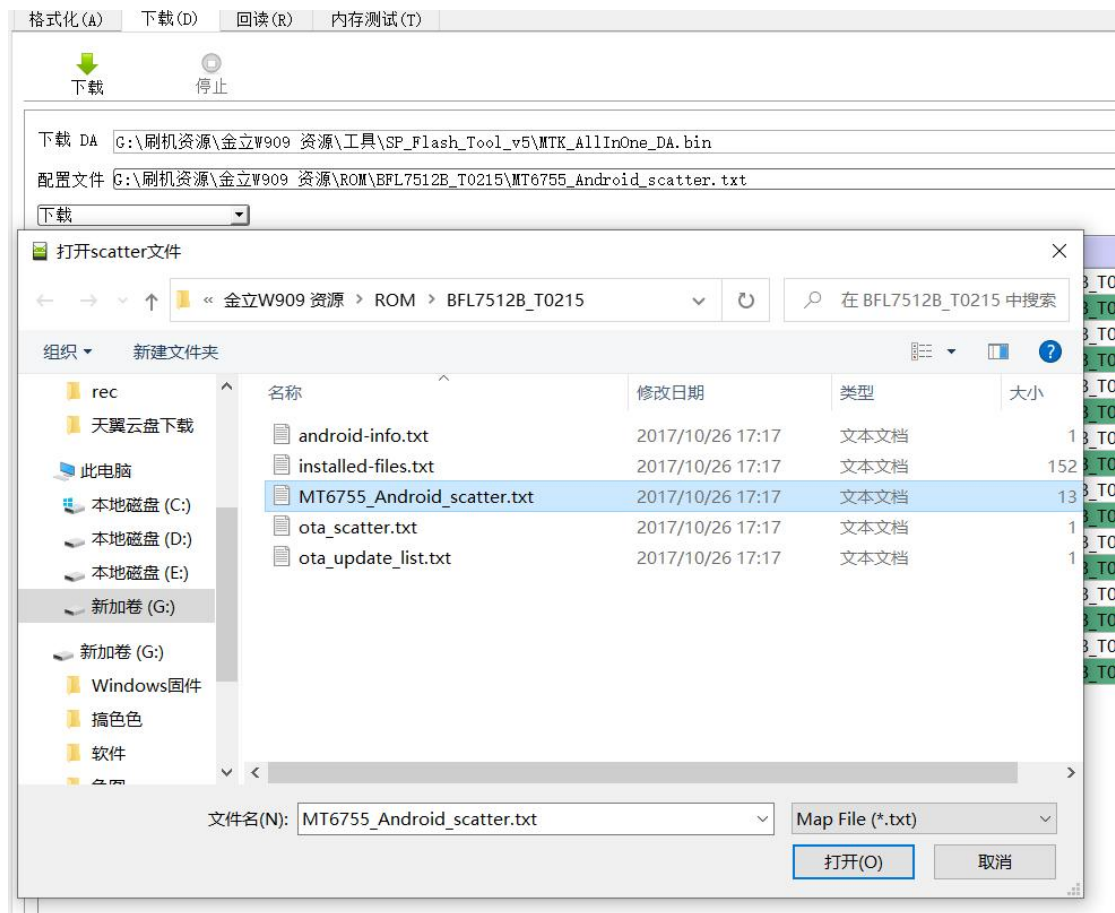 格式化(A) 下载(D) 回读(R) 内存测试(T)
下载 停止
下载 DA G:\刷机资源\金立W909 资源\工具\SP_Flash_Tool_v5\MTK_AllInOne_DA.bin
配置文件 G:\刷机资源\金立W909 资源\ROM\BFL7512B_T0215\MT6755_Android_scatter.txt
下载
打开scatter文件
« 金立W909 资源 › ROM › BFL7512B_T0215 在 BFL7512B_T0215 中搜索
组织 新建文件夹
名称 修改日期 类型 大小
rec
天翼云盘下载
此电脑
本地磁盘 (C:)
本地磁盘 (D:)
本地磁盘 (E:)
新加卷 (G:)
新加卷 (G:)
Windows固件
搞色色
软件
android-info.txt 2017/10/26 17:17 文本文档 1
installed-files.txt 2017/10/26 17:17 文本文档 152
MT6755_Android_scatter.txt 2017/10/26 17:17 文本文档 13
ota_scatter.txt 2017/10/26 17:17 文本文档 1
ota_update_list.txt 2017/10/26 17:17 文本文档 1
文件名(N): MT6755_Android_scatter.txt Map File (*.txt)
打开(O) 取消